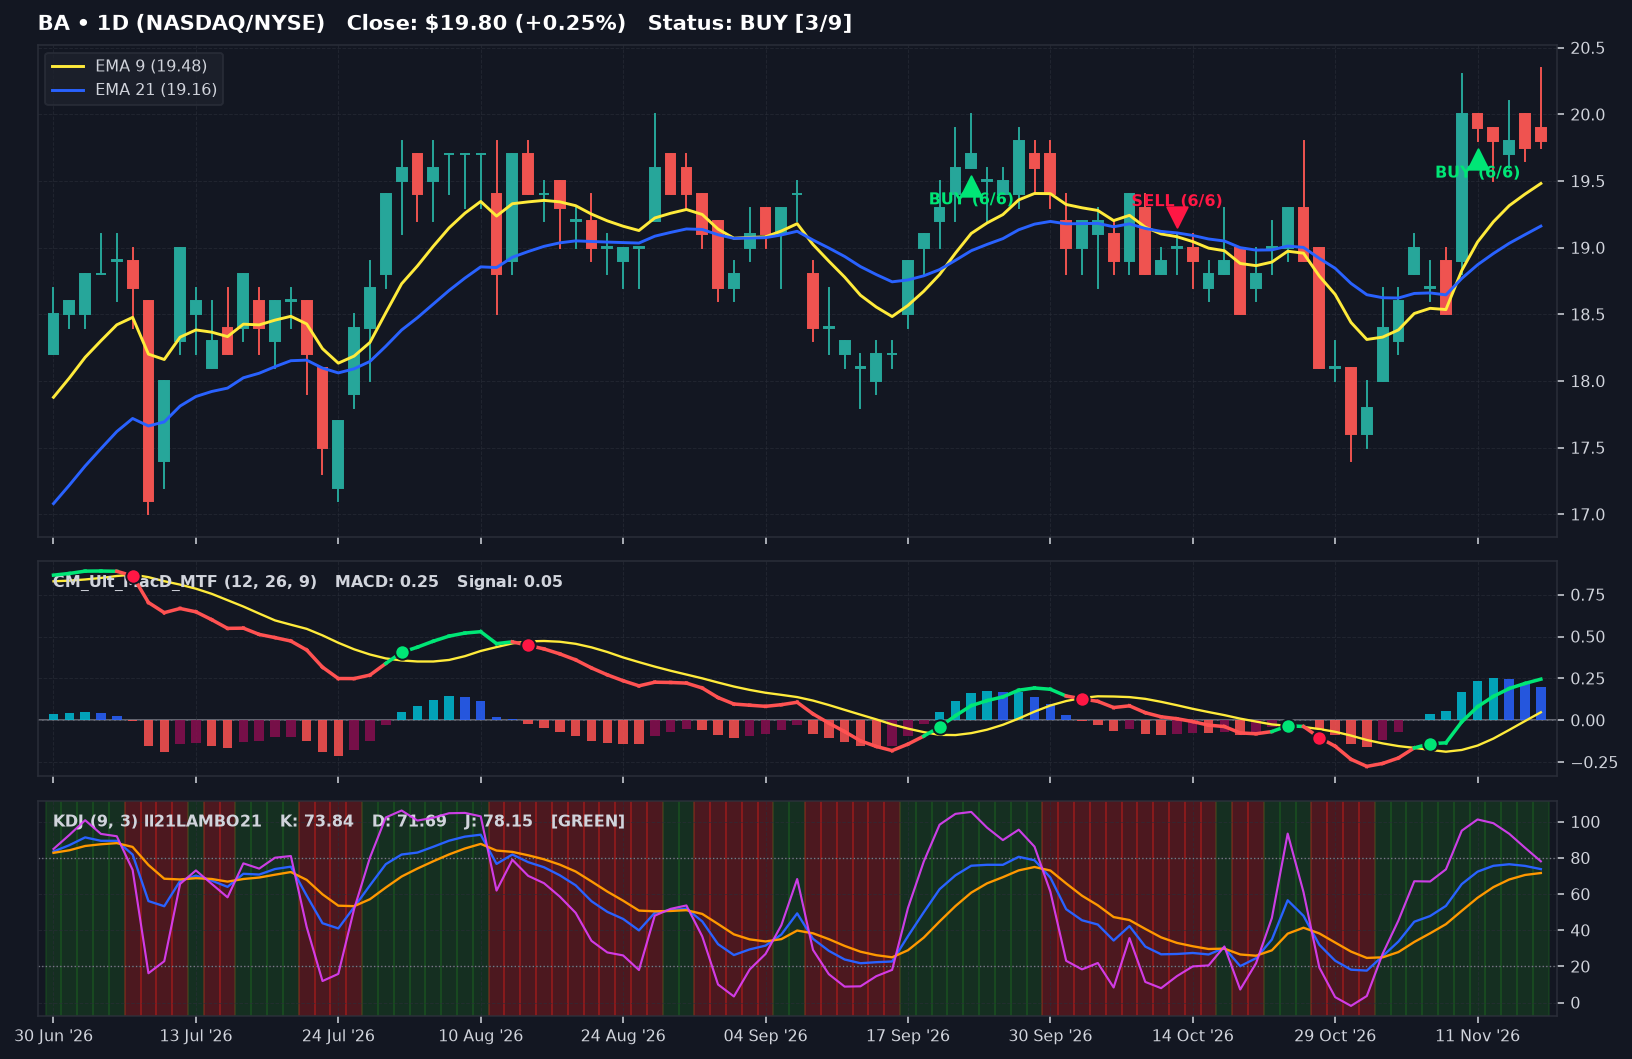 BA • 1D (NASDAQ/NYSE) Close: $19.80 (+0.25%) Status: BUY [3/9]
EMA 9 (19.48)
EMA 21 (19.16)
20.5
20.0
19.5
19.0
18.5
18.0
17.5
17.0
BUY (6/6)
SELL (6/6)
BUY (6/6)
CM_Ult_MacD_MTF (12, 26, 9) MACD: 0.25 Signal: 0.05
0.75
0.50
0.25
0.00
−0.25
KDJ (9, 3) II21LAMBO21 K: 73.84 D: 71.69 J: 78.15 [GREEN]
100
80
60
40
20
0
30 Jun '26
13 Jul '26
24 Jul '26
10 Aug '26
24 Aug '26
04 Sep '26
17 Sep '26
30 Sep '26
14 Oct '26
29 Oct '26
11 Nov '26